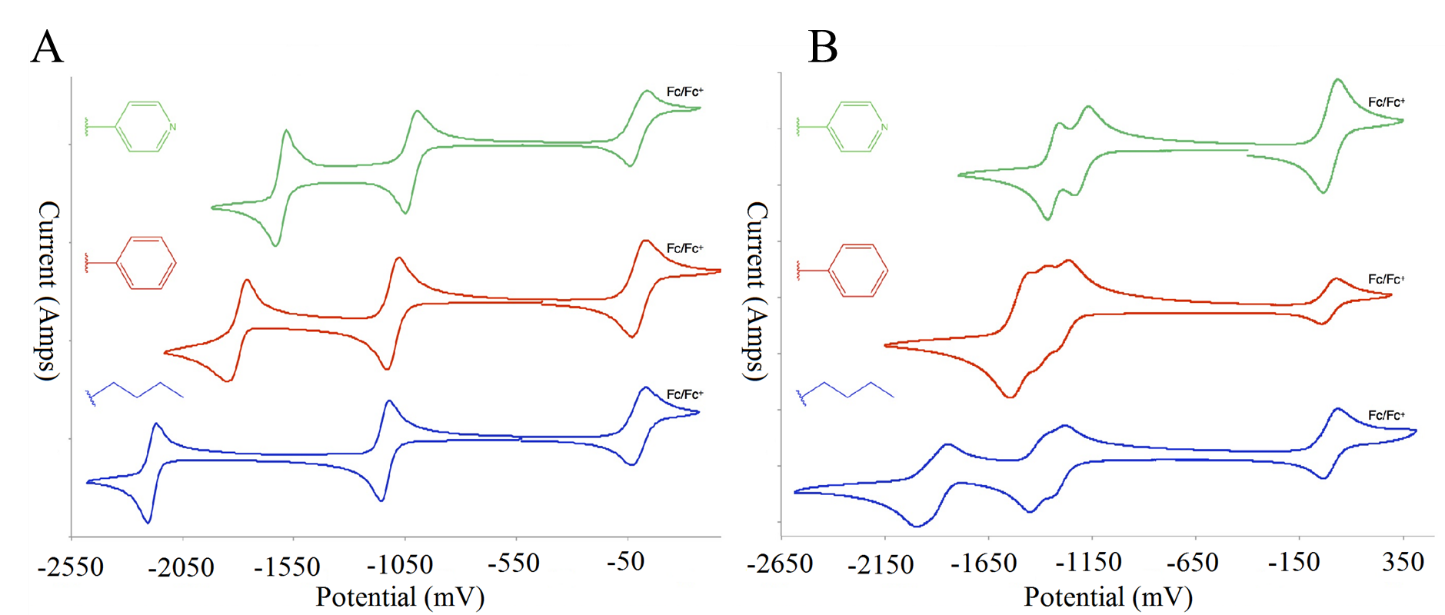 A
B
Fc/Fc⁺
Fc/Fc⁺
N
N
Current (Amps)
Current (Amps)
Fc/Fc⁺
Fc/Fc⁺
Fc/Fc⁺
Fc/Fc⁺
-2550 -2050 -1550 -1050 -550 -50
-2650 -2150 -1650 -1150 -650 -150 350
Potential (mV)
Potential (mV)